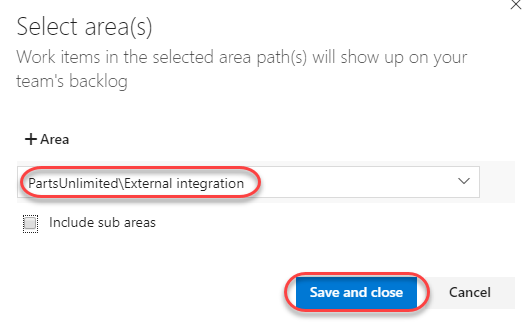 Select area(s)
Work items in the selected area path(s) will show up on your
team's backlog
+ Area
PartsUnlimited\External integration
Include sub areas
Save and close
Cancel